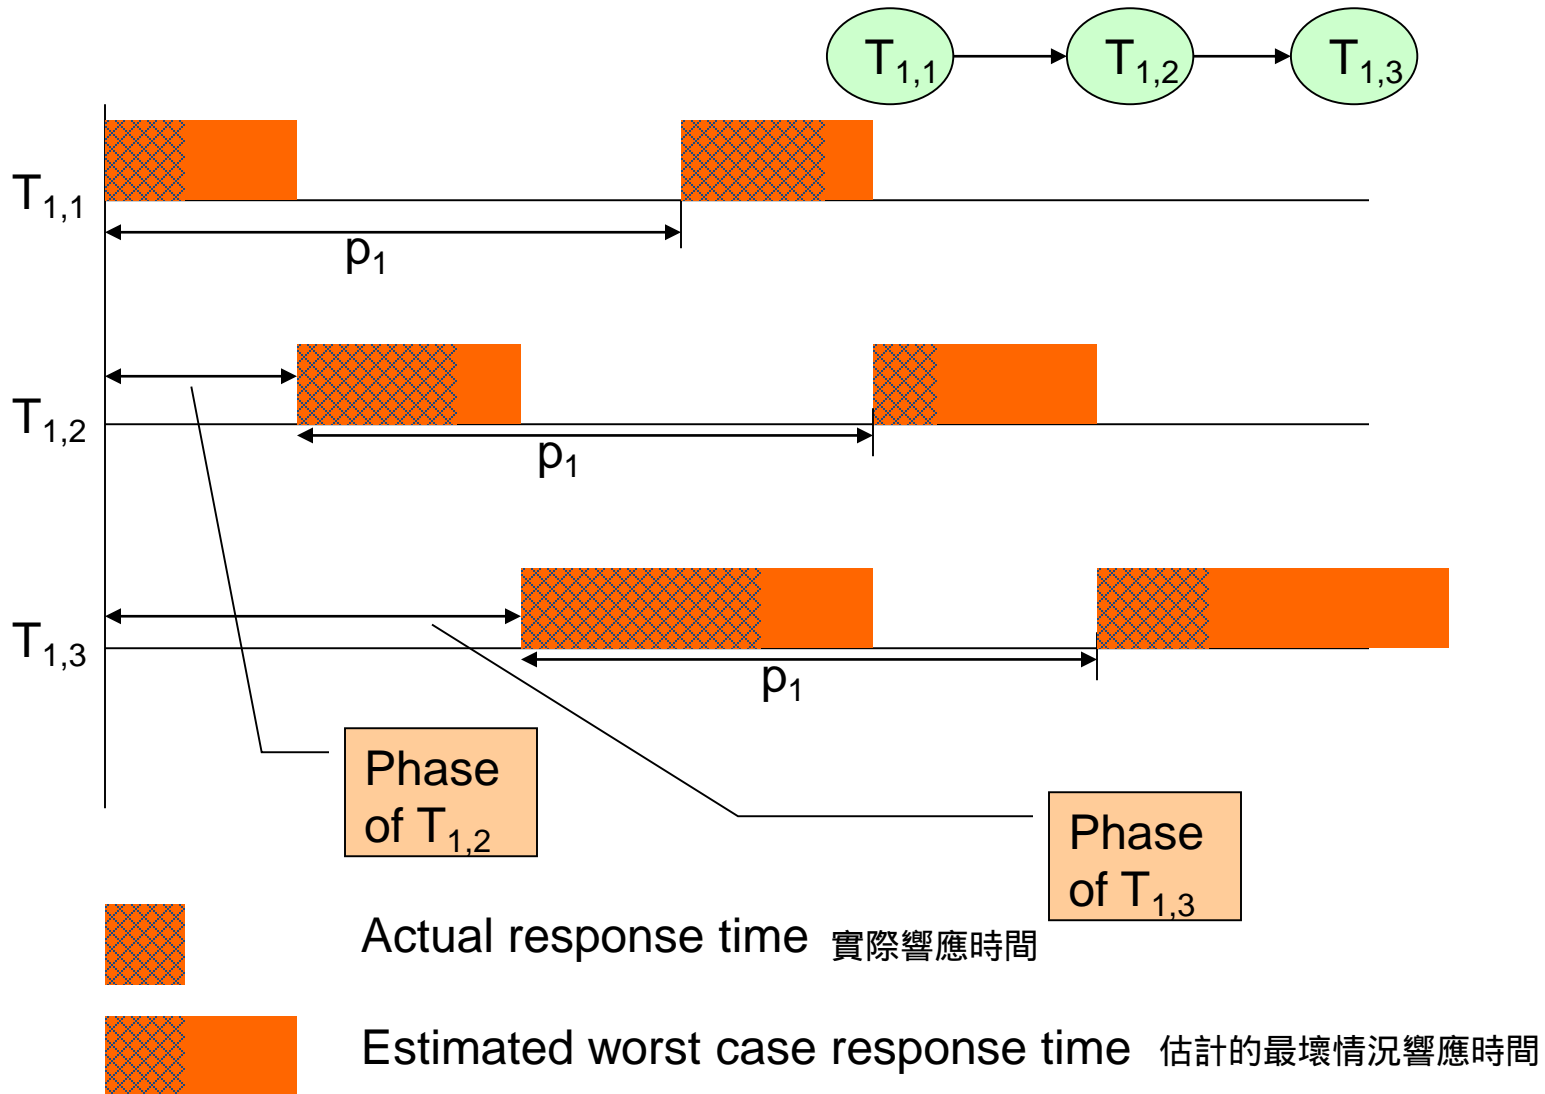 T1,1 T1,2 T1,3
T1,1
p1
T1,2
p1
T1,3
p1
Phase
of T1,2
Phase
of T1,3
Actual response time 實際響應時間
Estimated worst case response time 估計的最壞情況響應時間